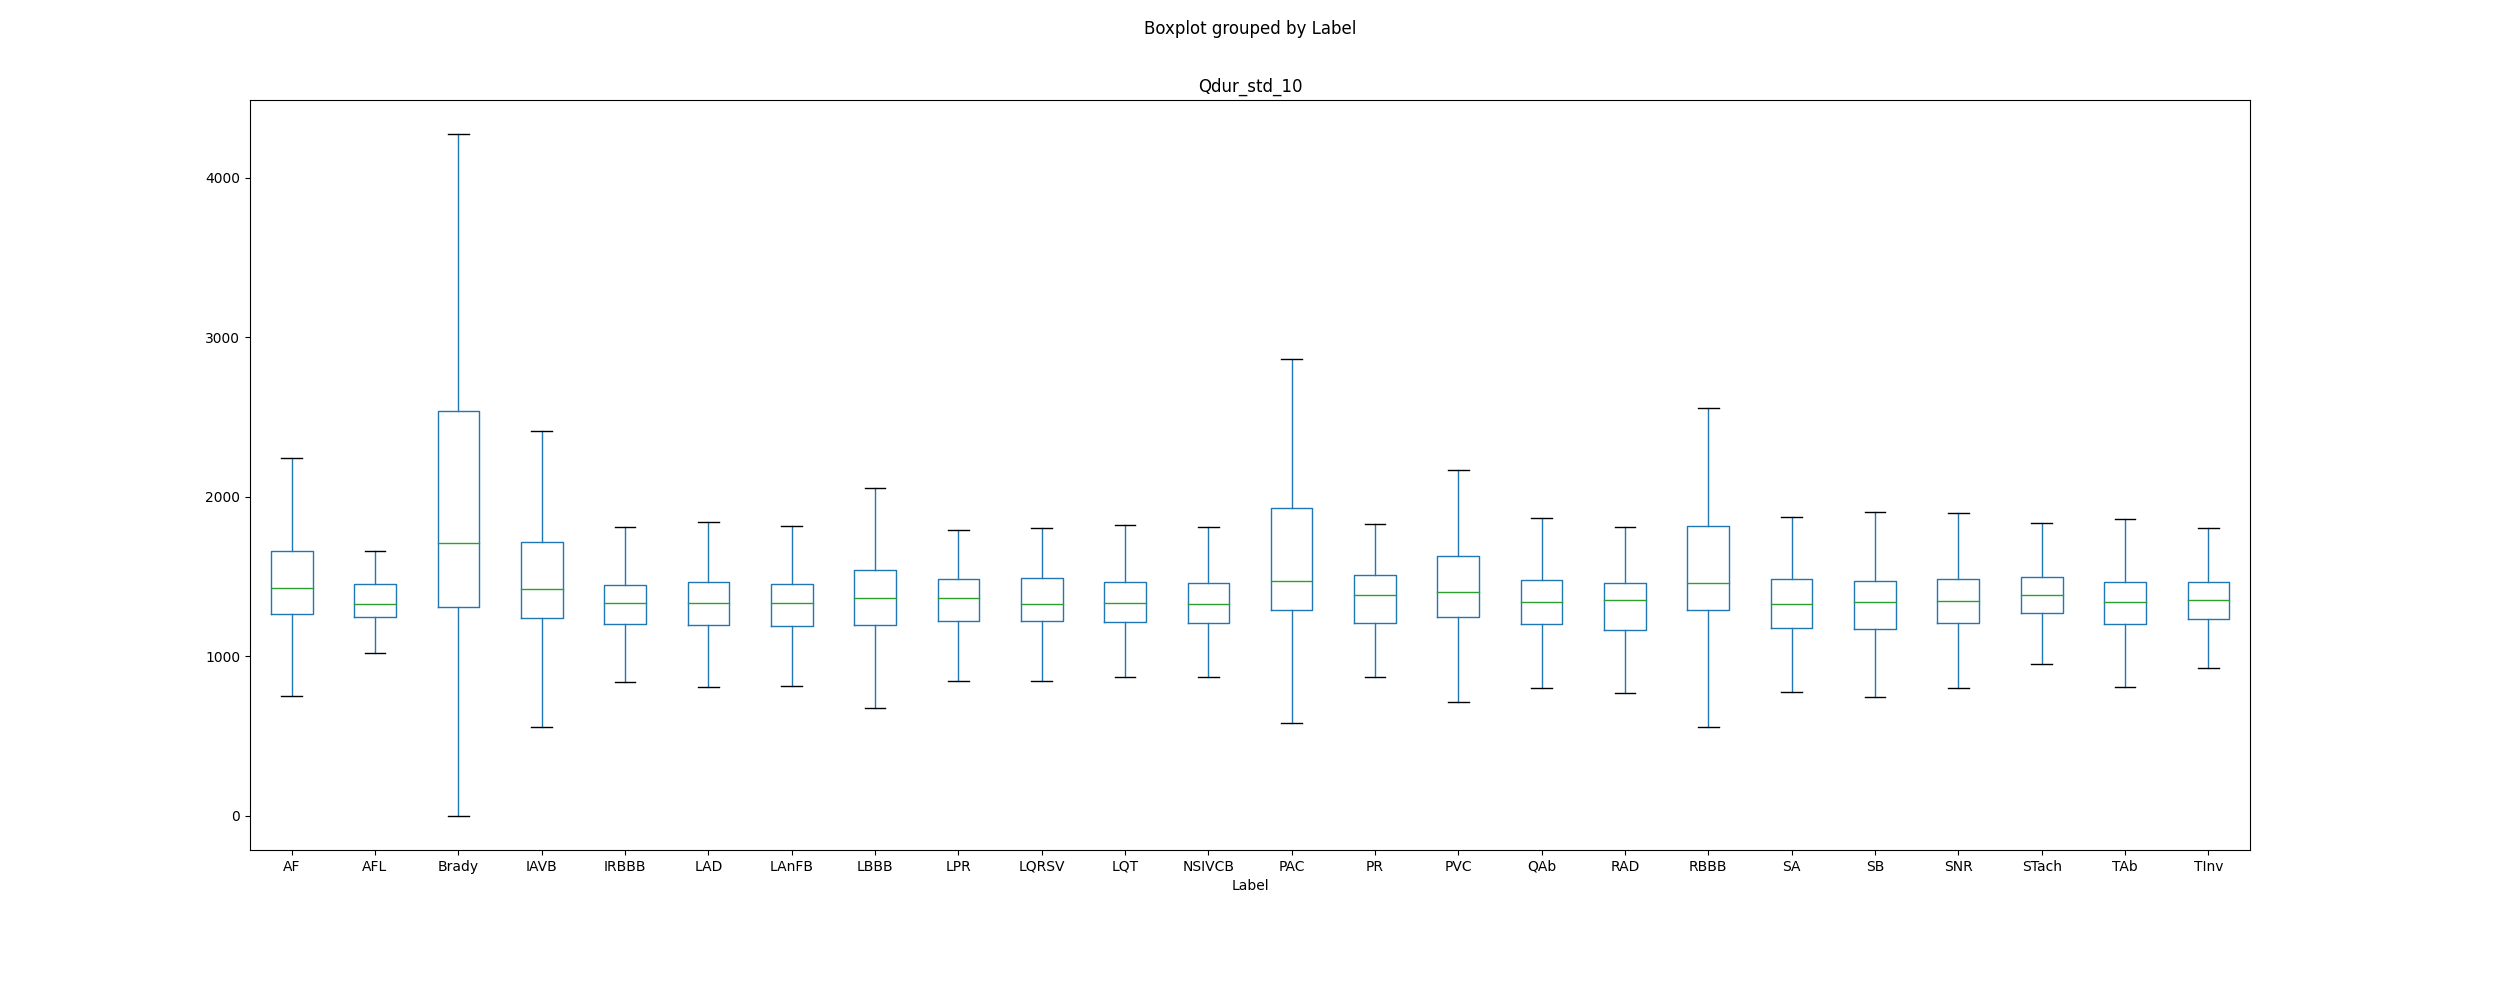 Boxplot grouped by Label
Qdur_std_10
4000
3000
2000
1000
0
AF AFL Brady IAVB IRBBB LAD LAnFB LBBB LPR LQRSV LQT NSIVCB PAC PR PVC QAb RAD RBBB SA SB SNR STach TAb TInv
Label